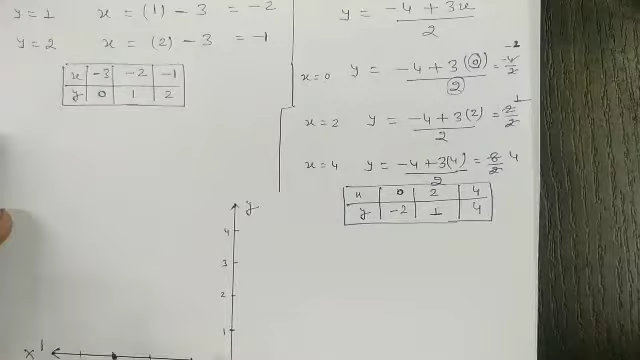 y = 1 x = (1) - 3 = -2
y = 2 x = (2) - 3 = -1
x -3 -2 -1
y 0 1 2
y = -4 + 3x / 2
x = 0 y = -4 + 3(0) / 2 = -4/2 -2
x = 2 y = -4 + 3(2) / 2 = 2/2 1
x = 4 y = -4 + 3(4) / 2 = 8/2 4
x 0 2 4
y -2 1 4
y
4
3
2
1
x'